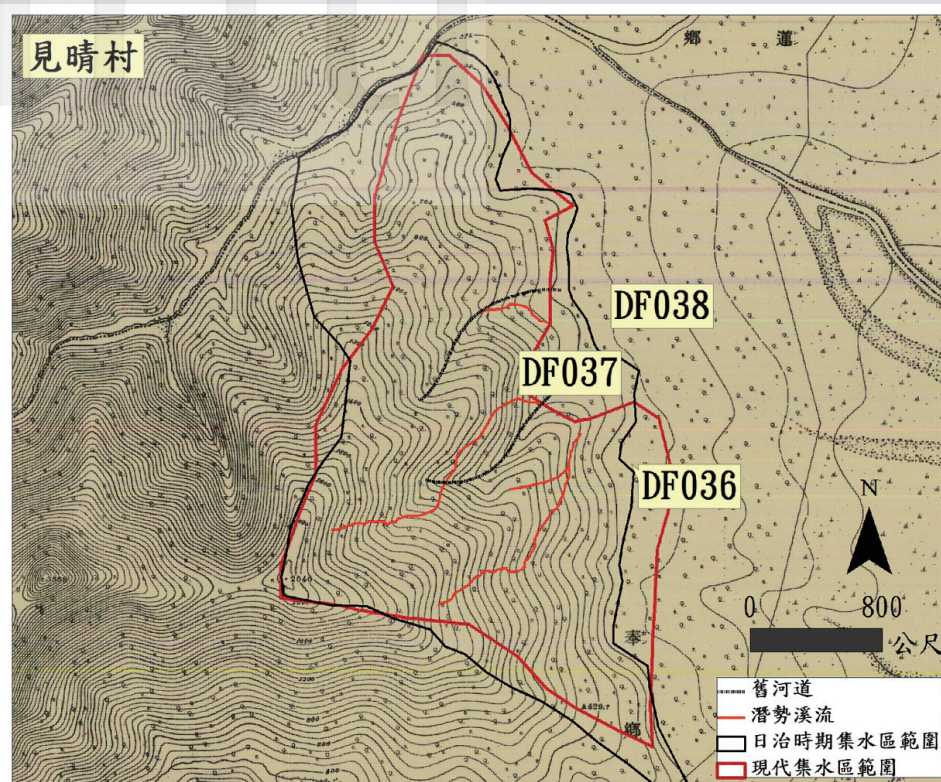 見晴村
鄉
蓮
DF038
DF037
DF036
N
0
800
公尺
奉
鄉
2040
舊河道
潛勢溪流
日治時期集水區範圍
現代集水區範圍